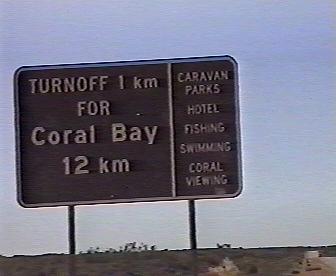 TURNOFF 1 km
FOR
Coral Bay
12 km
CARAVAN
PARKS
HOTEL
FISHING
SWIMMING
CORAL
VIEWING